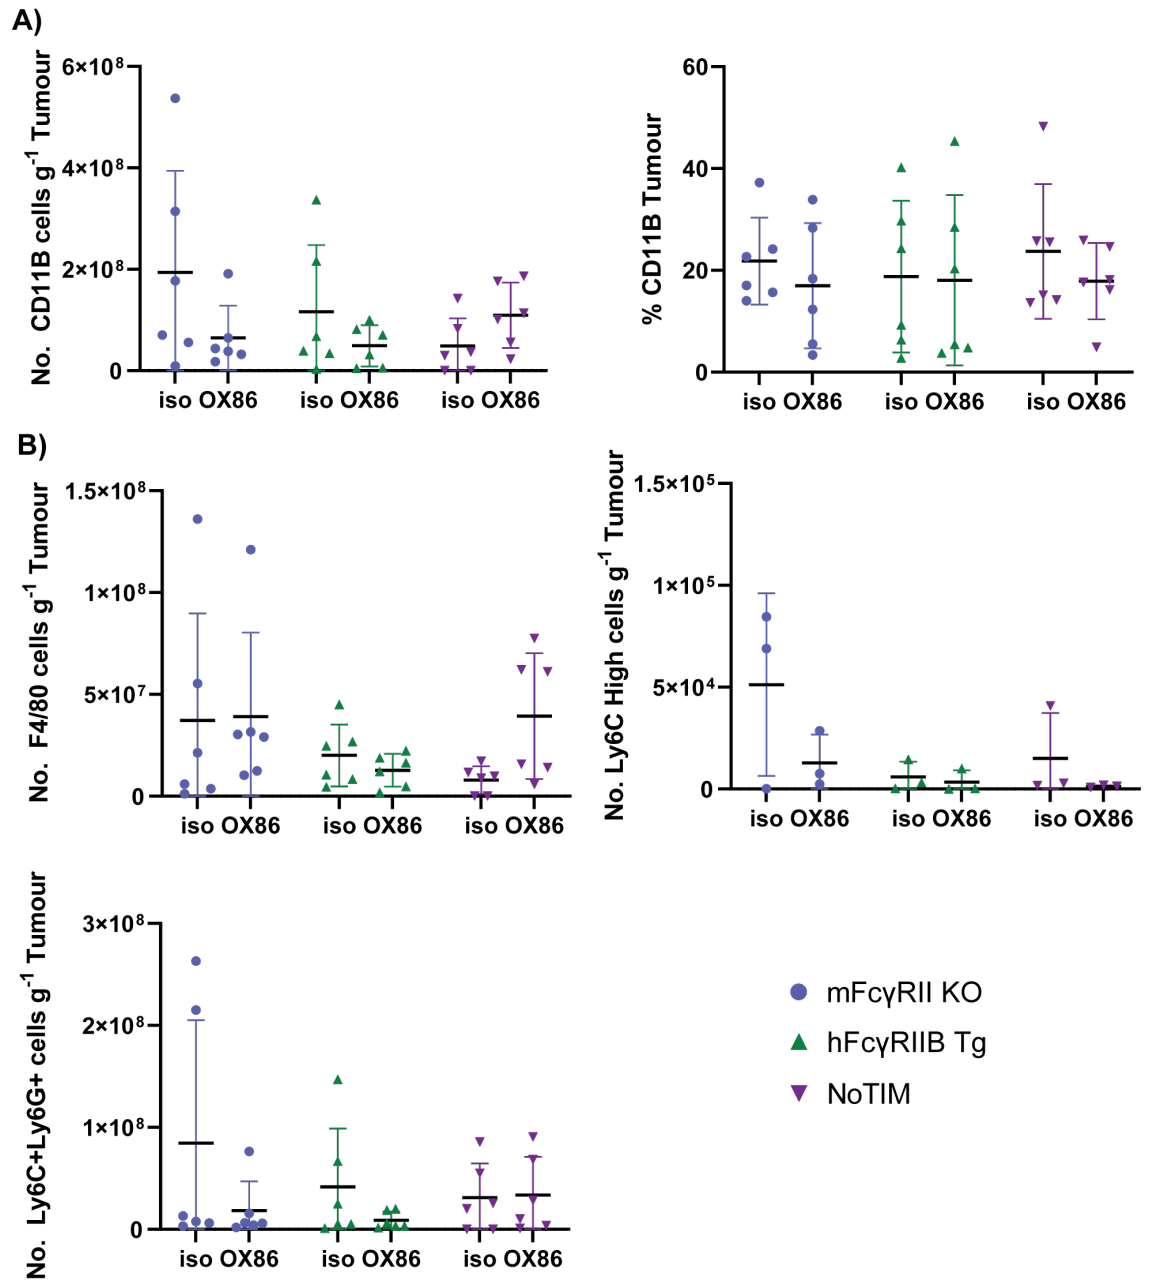 A)
No. CD11B cells g⁻¹ Tumour
6×10⁸
4×10⁸
2×10⁸
0
iso OX86 iso OX86 iso OX86
% CD11B Tumour
60
40
20
0
iso OX86 iso OX86 iso OX86
B)
No. F4/80 cells g⁻¹ Tumour
1.5×10⁸
1×10⁸
5×10⁷
0
iso OX86 iso OX86 iso OX86
No. Ly6C High cells g⁻¹ Tumour
1.5×10⁵
1×10⁵
5×10⁴
0
iso OX86 iso OX86 iso OX86
No. Ly6C+Ly6G+ cells g⁻¹ Tumour
3×10⁸
2×10⁸
1×10⁸
0
iso OX86 iso OX86 iso OX86
mFcγRII KO
hFcγRIIB Tg
NoTIM